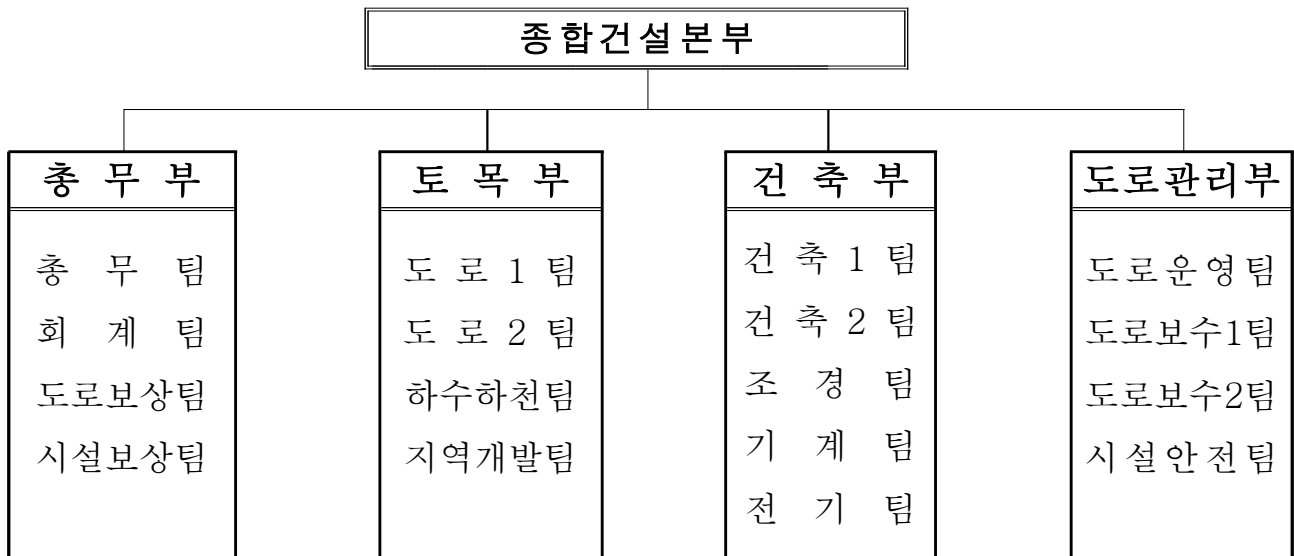 종합건설본부
총 무 부
총 무 팀
회 계 팀
도로보상팀
시설보상팀
토 목 부
도 로 1 팀
도 로 2 팀
하수하천팀
지역개발팀
건 축 부
건 축 1 팀
건 축 2 팀
조 경 팀
기 계 팀
전 기 팀
도로관리부
도로운영팀
도로보수1팀
도로보수2팀
시설안전팀